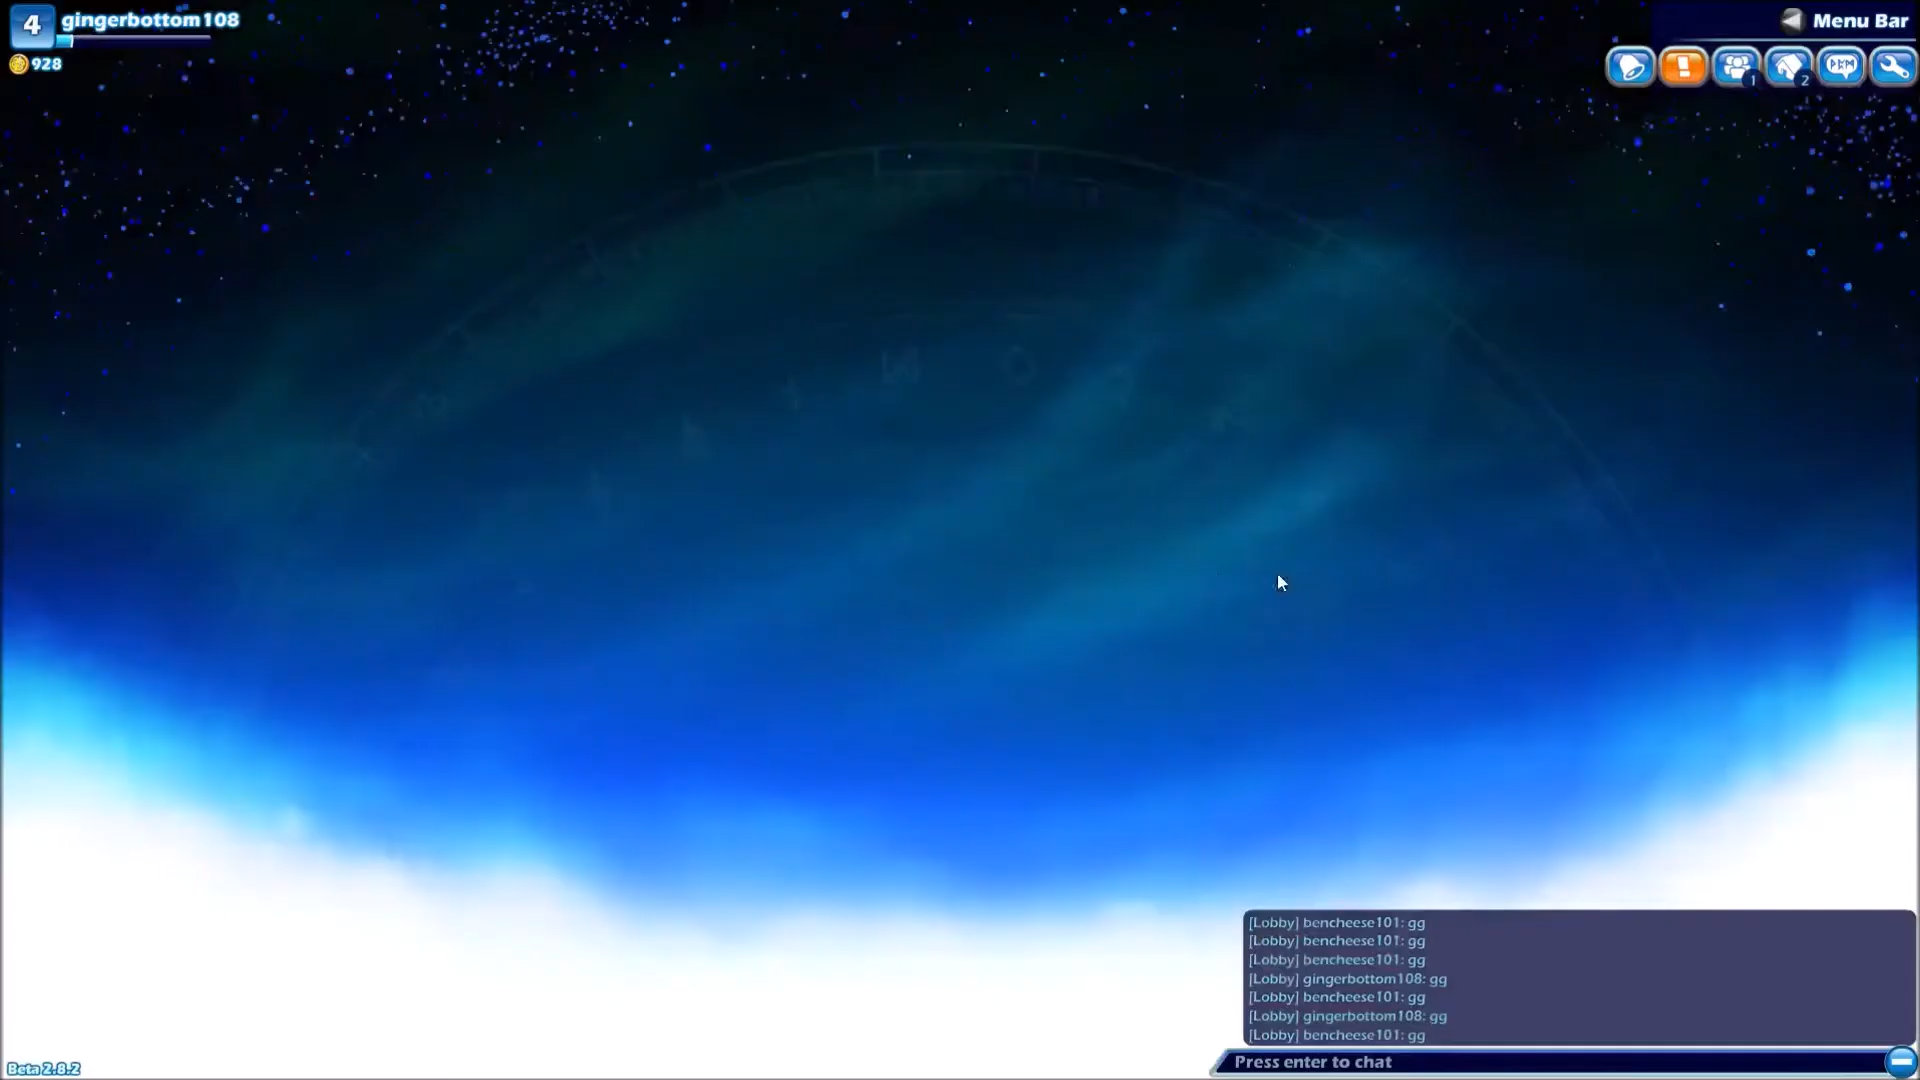 4 gingerbottom108
928
Menu Bar
1
2
[Lobby] bencheese101: gg
[Lobby] bencheese101: gg
[Lobby] bencheese101: gg
[Lobby] gingerbottom108: gg
[Lobby] bencheese101: gg
[Lobby] gingerbottom108: gg
[Lobby] bencheese101: gg
Press enter to chat
Beta 2.8.2